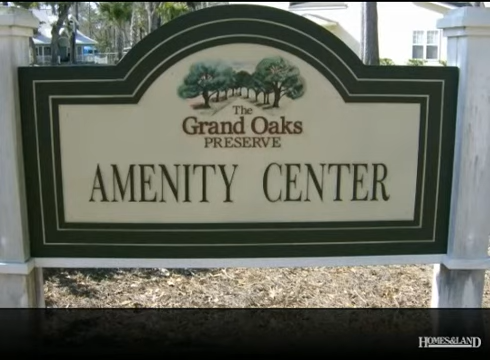 The
Grand Oaks
PRESERVE
AMENITY CENTER
HOMES&LAND